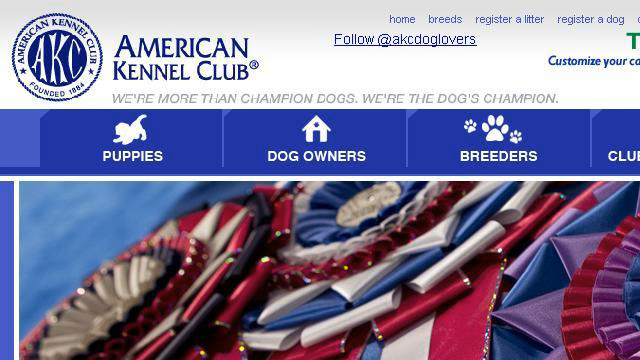 home breeds register a litter register a dog
Follow @akcdoglovers
Customize your
AMERICAN KENNEL CLUB
AKC
FOUNDED 1884
AMERICAN
KENNEL CLUB®
WE'RE MORE THAN CHAMPION DOGS. WE'RE THE DOG'S CHAMPION.
PUPPIES DOG OWNERS BREEDERS